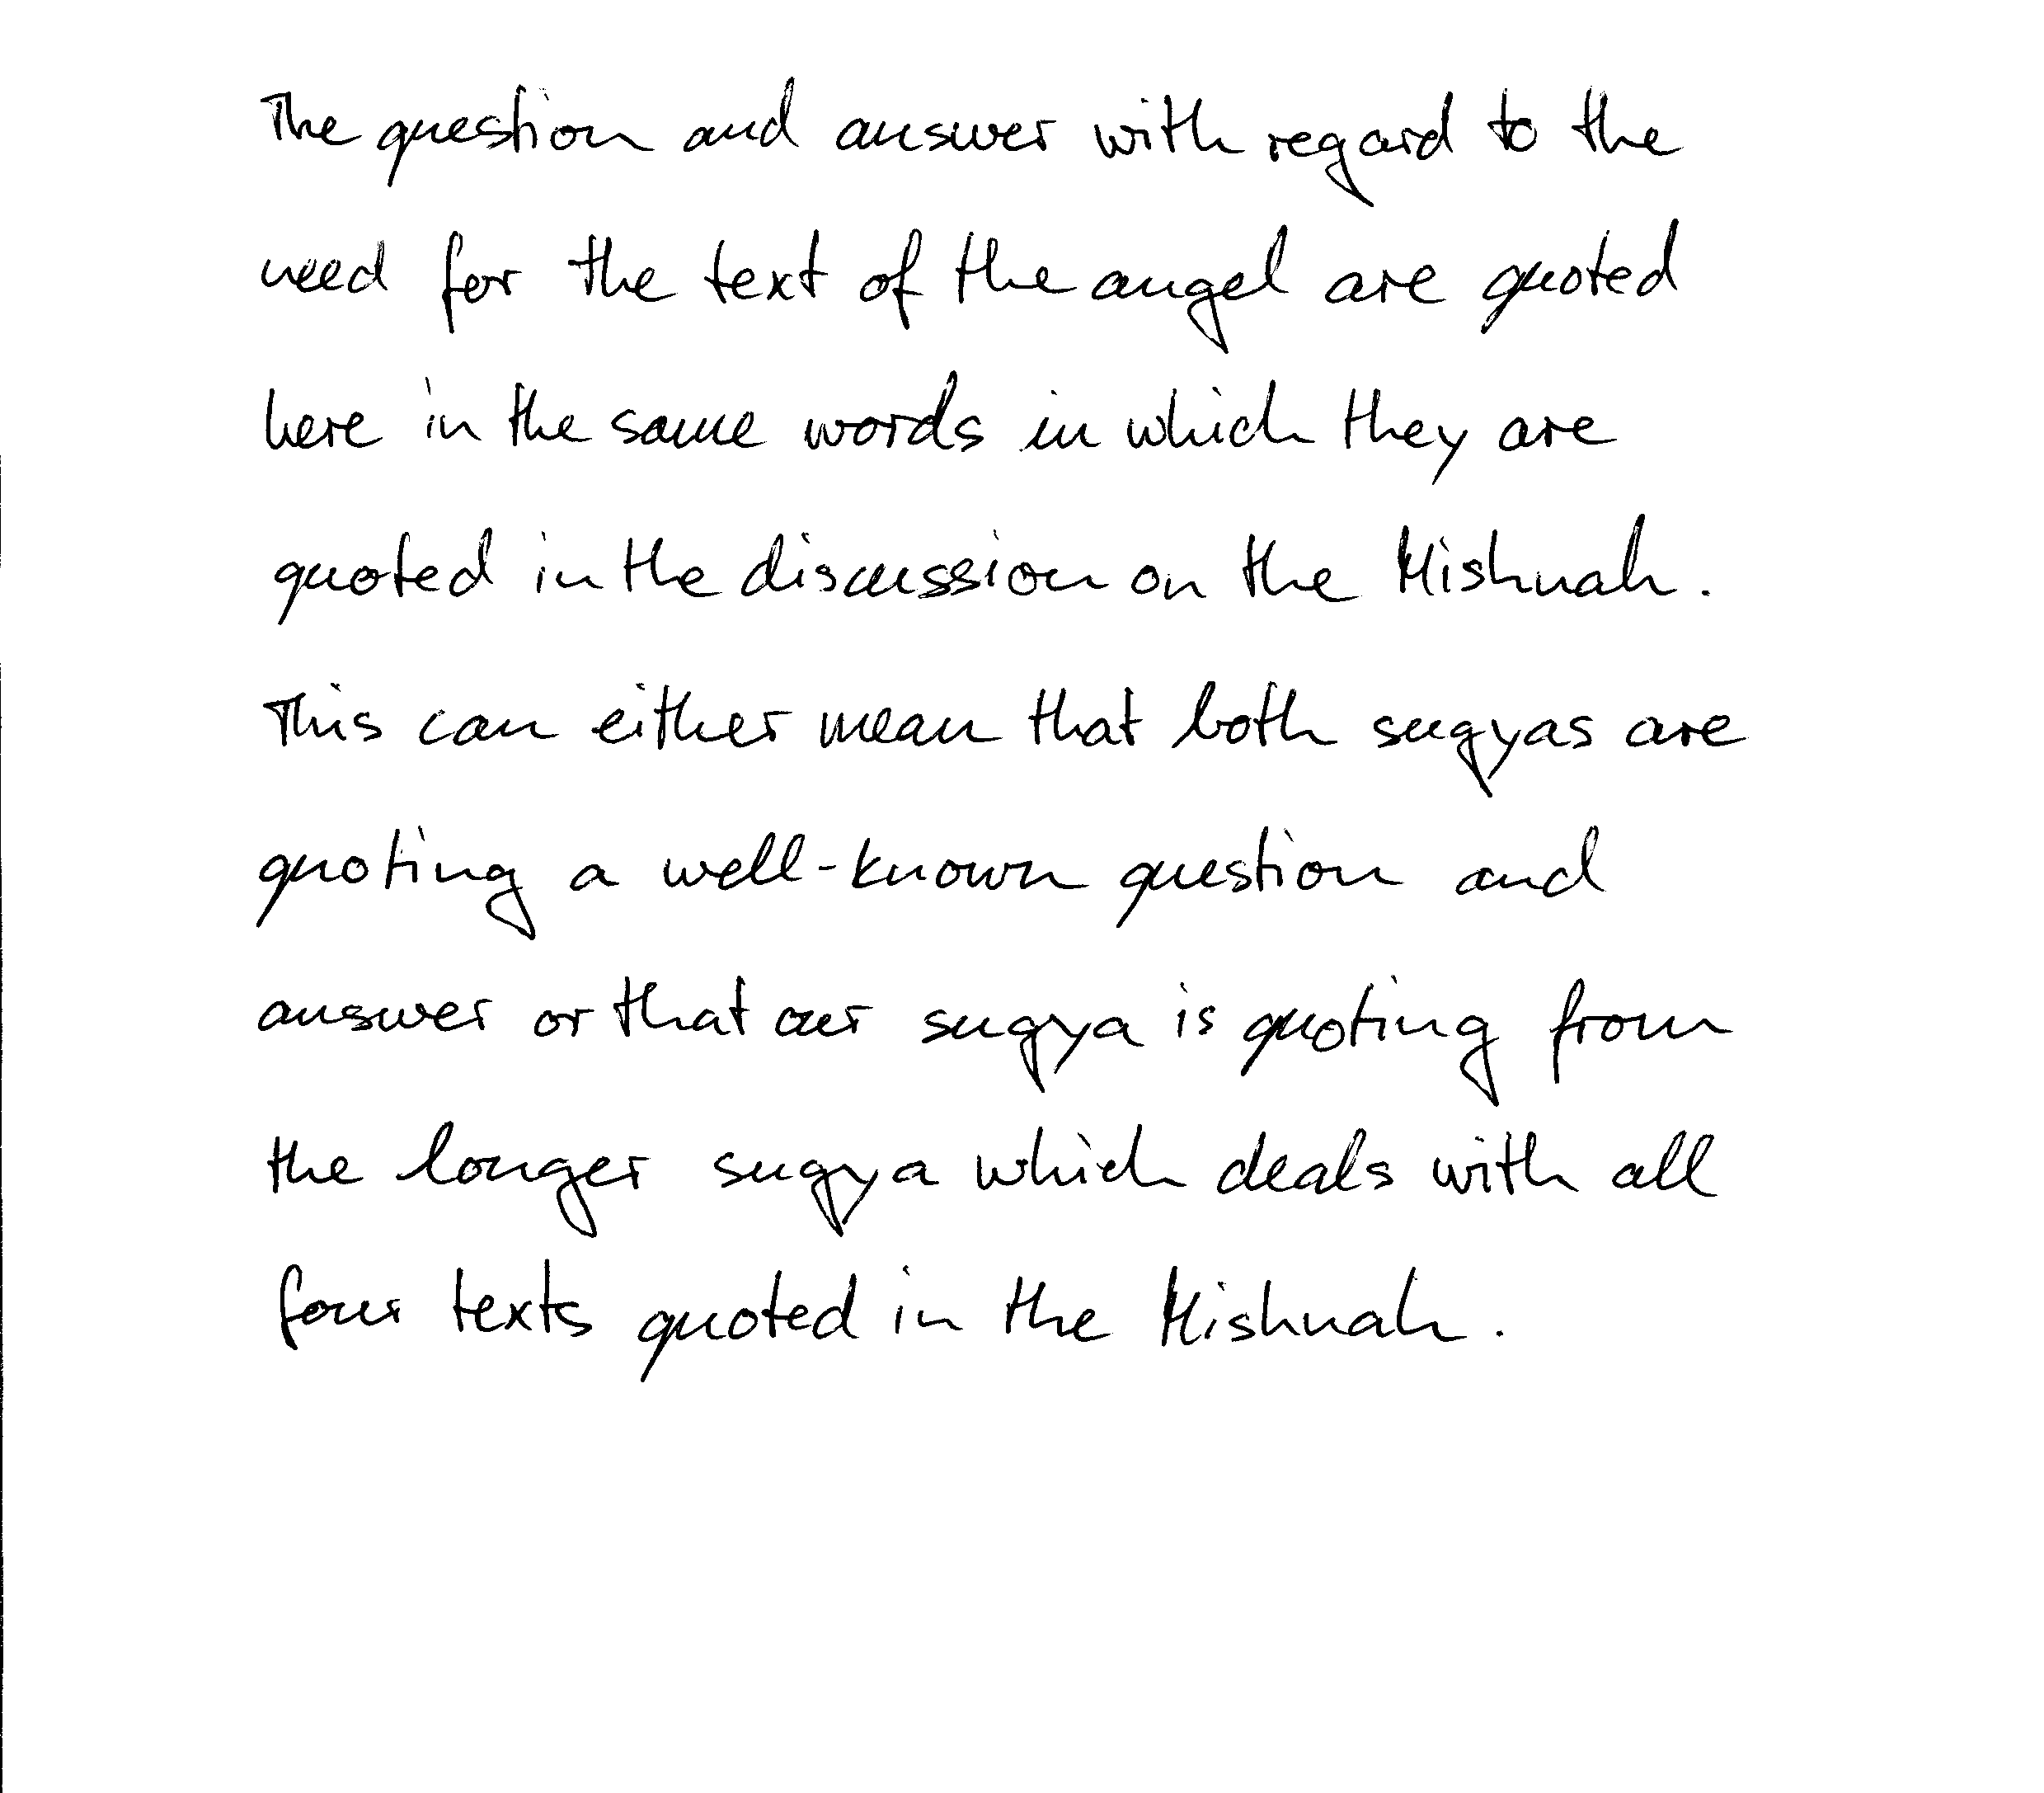 The question and answer with regard to the
need for the text of the angel are quoted
here in the same words in which they are
quoted in the discussion on the Mishnah.
This can either mean that both sugyas are
quoting a well-known question and
answer or that our sugya is quoting from
the longer sugya which deals with all
four texts quoted in the Mishnah.